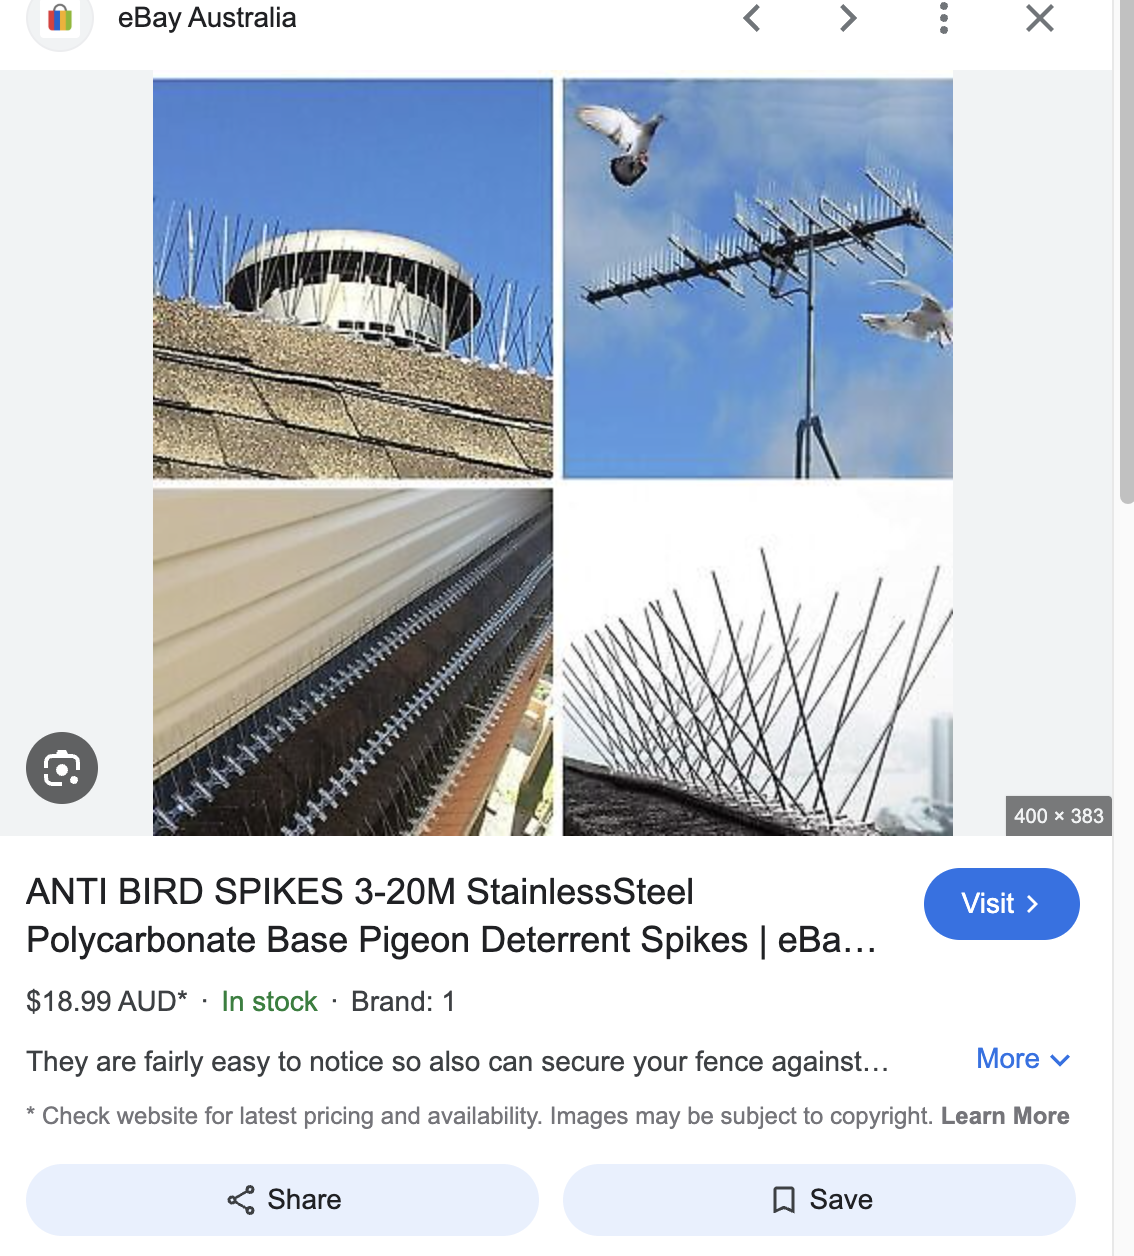 eBay Australia
400 × 383
ANTI BIRD SPIKES 3-20M StainlessSteel
Polycarbonate Base Pigeon Deterrent Spikes | eBa...
Visit
$18.99 AUD* · In stock · Brand: 1
They are fairly easy to notice so also can secure your fence against...
More
* Check website for latest pricing and availability. Images may be subject to copyright. Learn More
Share
Save